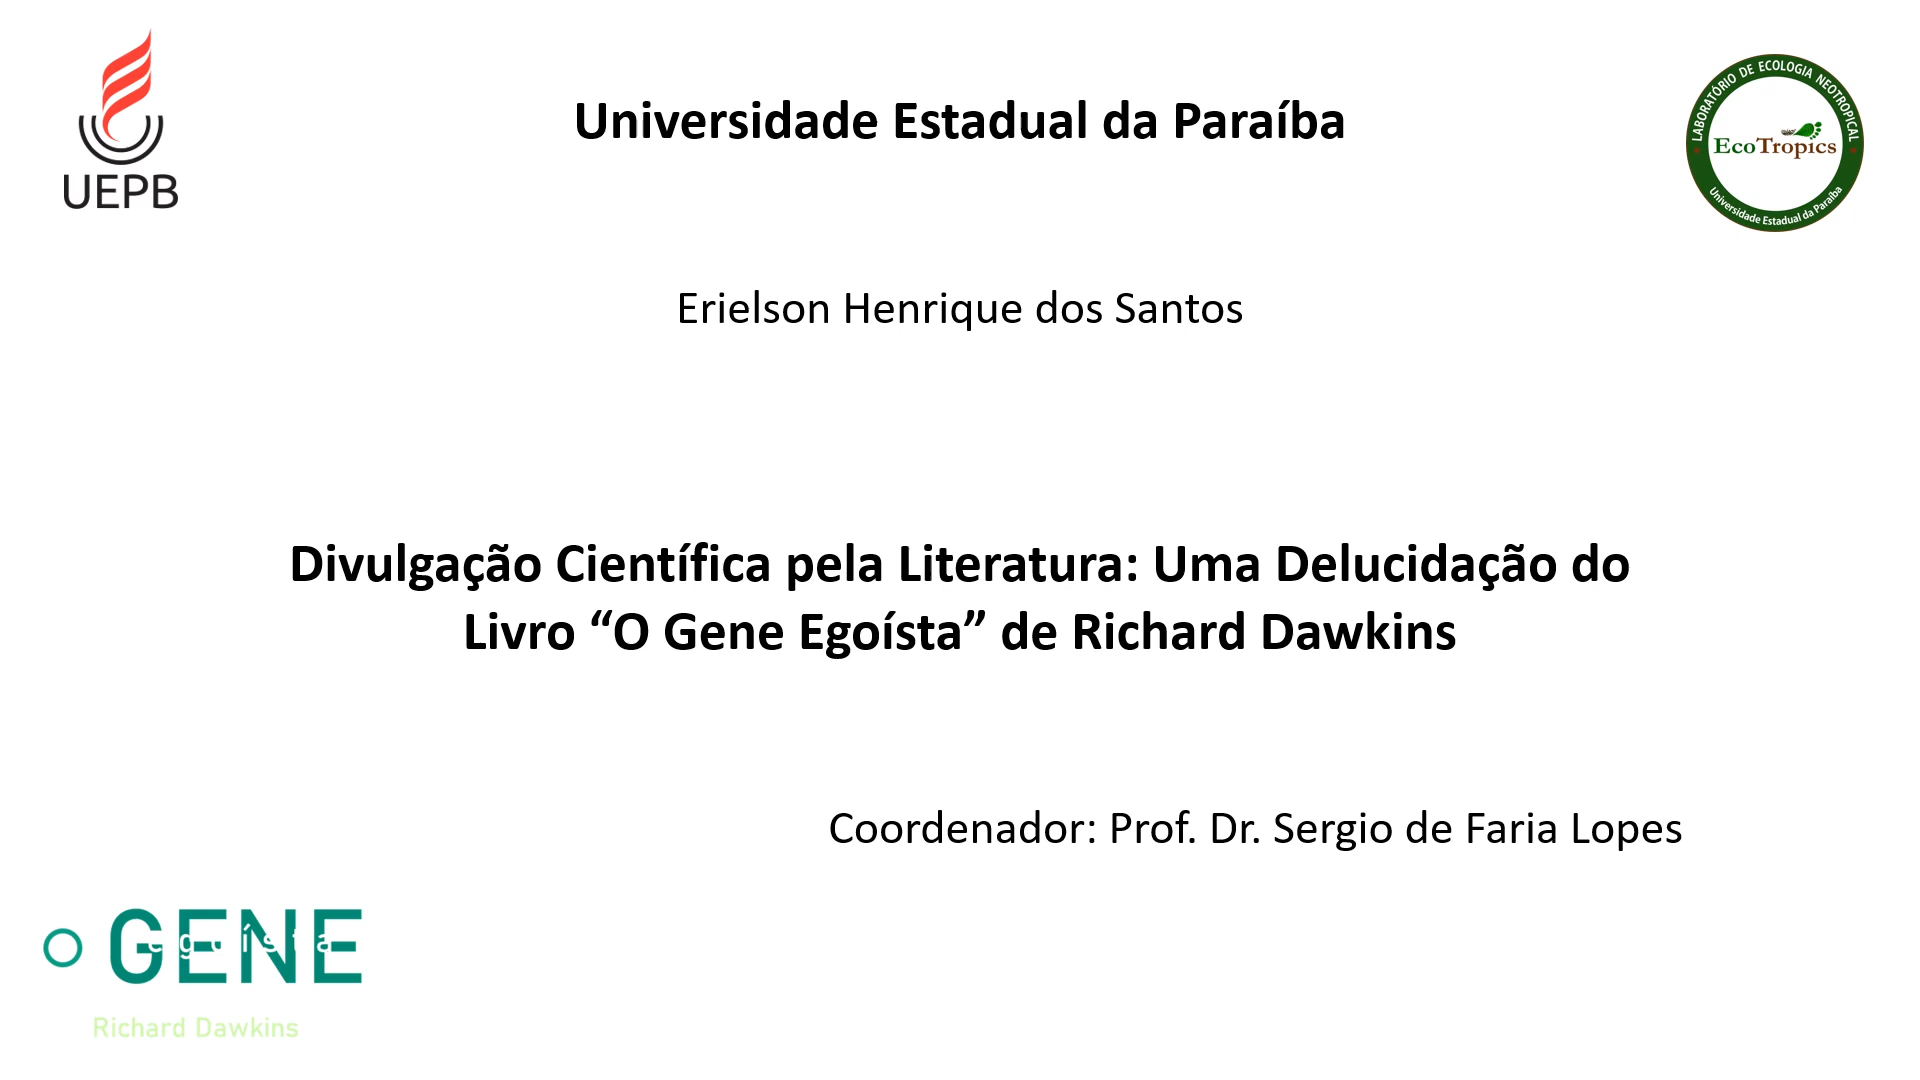 UEPB
Universidade Estadual da Paraíba
LABORATÓRIO DE ECOLOGIA NEOTROPICAL
EcoTropics
Universidade Estadual da Paraíba
Erielson Henrique dos Santos
Divulgação Científica pela Literatura: Uma Delucidação do
Livro “O Gene Egoísta” de Richard Dawkins
Coordenador: Prof. Dr. Sergio de Faria Lopes
O GENE
egoísta
Richard Dawkins